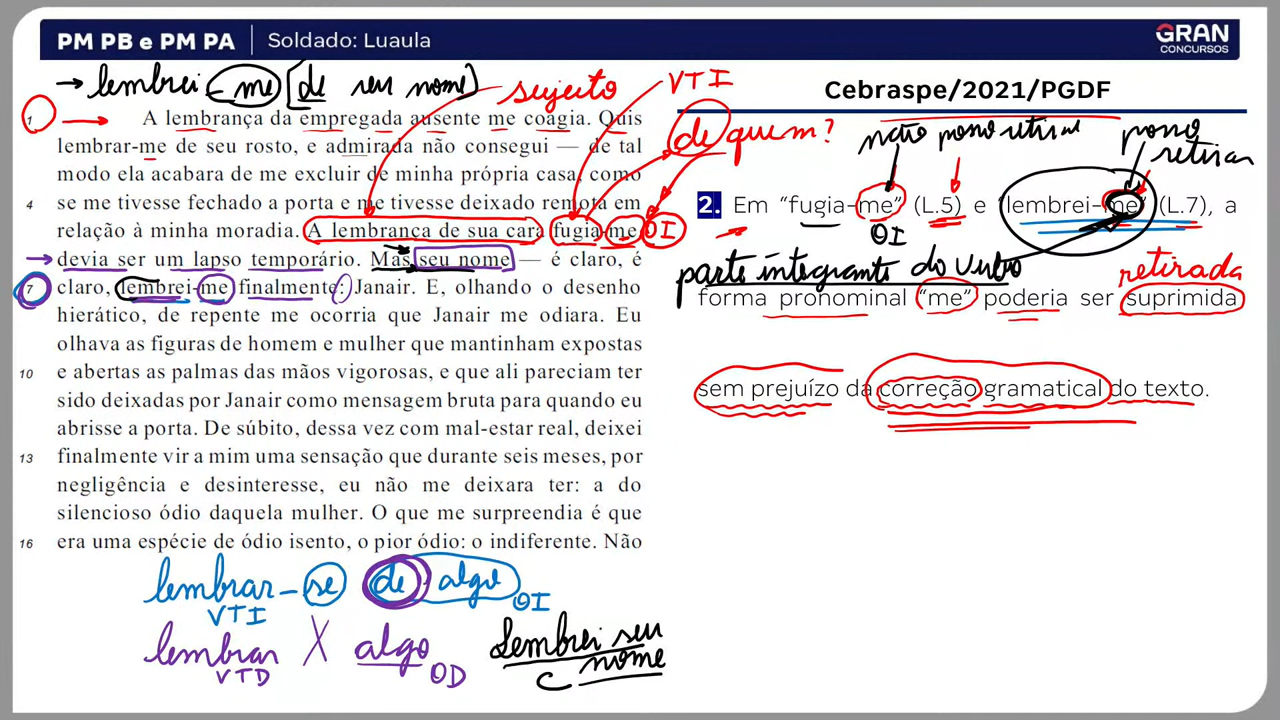 PM PB e PM PA | Soldado: Luaula
GRAN
CONCURSOS
→ lembrei-me [de seu nome]
sujeito
VTI
1 A lembrança da empregada ausente me coagia. Quis
lembrar-me de seu rosto, e admirada não consegui — de tal
modo ela acabara de me excluir de minha própria casa, como
4 se me tivesse fechado a porta e me tivesse deixado remota em
relação à minha moradia. A lembrança de sua cara fugia-me,
OI
devia ser um lapso temporário. Mas seu nome — é claro, é
7 claro, lembrei-me finalmente: Janair. E, olhando o desenho
hierático, de repente me ocorria que Janair me odiara. Eu
olhava as figuras de homem e mulher que mantinham expostas
10 e abertas as palmas das mãos vigorosas, e que ali pareciam ter
sido deixadas por Janair como mensagem bruta para quando eu
abrisse a porta. De súbito, dessa vez com mal-estar real, deixei
13 finalmente vir a mim uma sensação que durante seis meses, por
negligência e desinteresse, eu não me deixara ter: a do
silencioso ódio daquela mulher. O que me surpreendia é que
16 era uma espécie de ódio isento, o pior ódio: o indiferente. Não
lembrar-se de algo
VTI OI
lembrar X algo
VTD OD
Lembrei seu
nome
C
Cebraspe/2021/PGDF
de quem?
não posso retirar
posso
retirar
2. Em “fugia-me” (L.5) e “lembrei-me” (L.7), a
OI
parte integrante do verbo
retirada
forma pronominal “me” poderia ser suprimida
sem prejuízo da correção gramatical do texto.